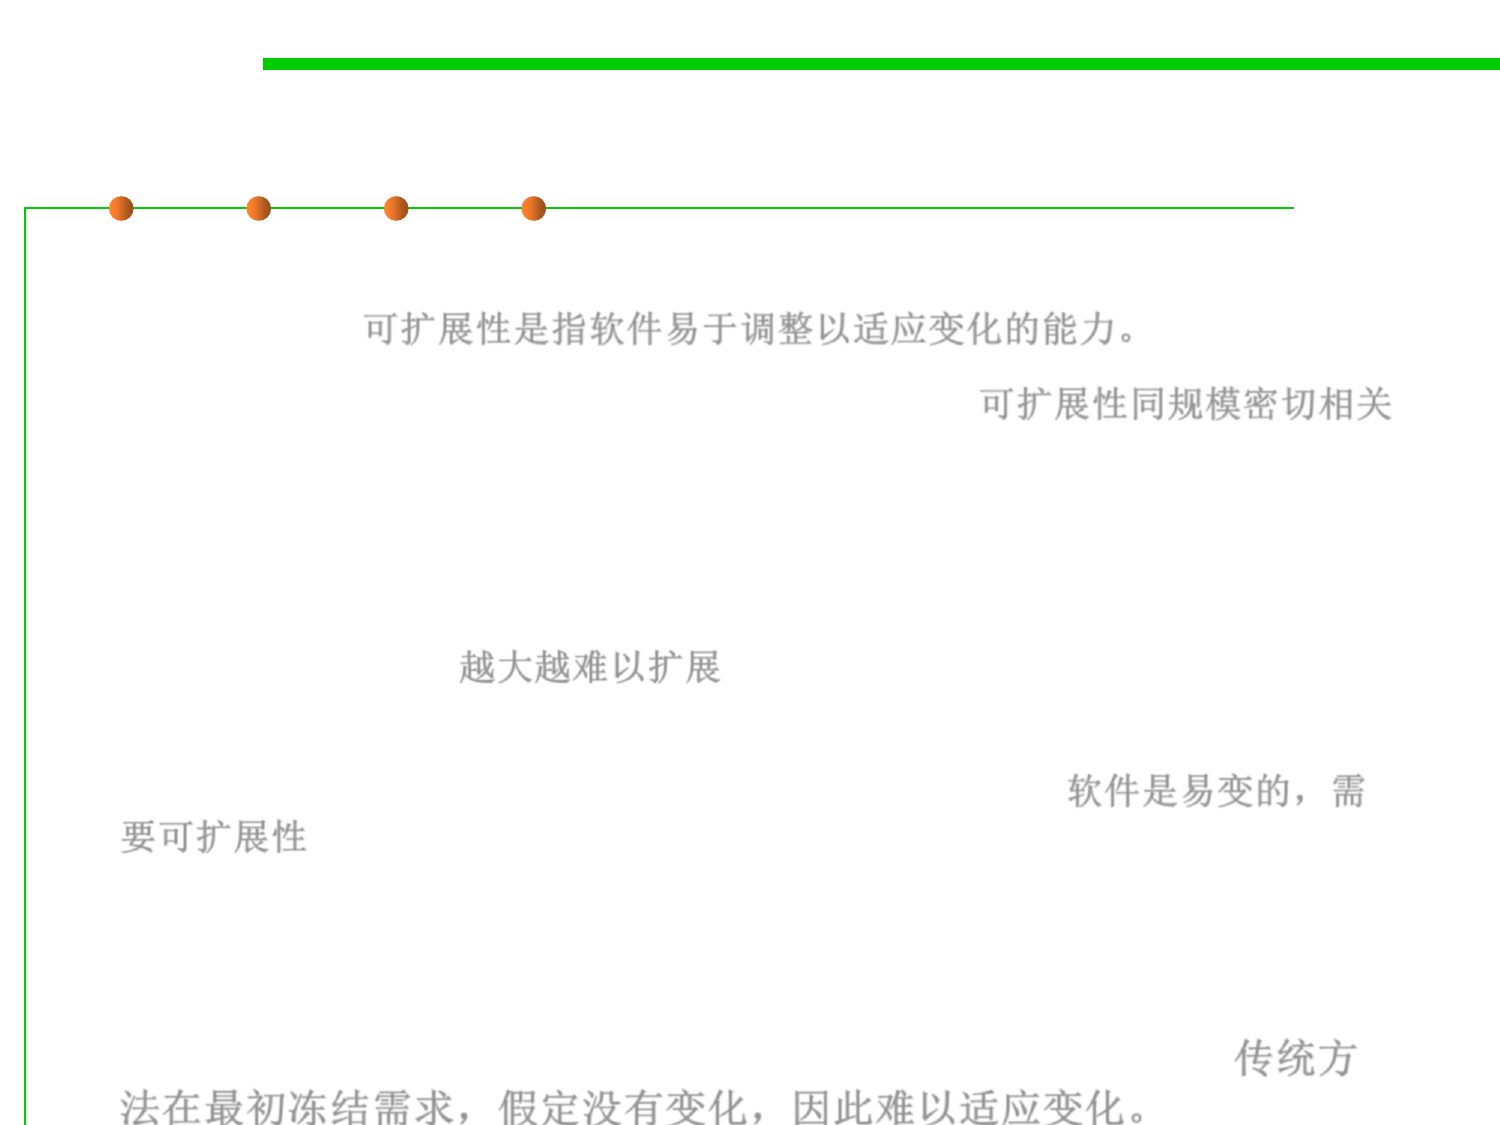 可扩展性是指软件易于调整以适应变化的能力。
可扩展性同规模密切相关
越大越难以扩展
软件是易变的，需
要可扩展性
传统方
法在最初冻结需求，假定没有变化，因此难以适应变化。